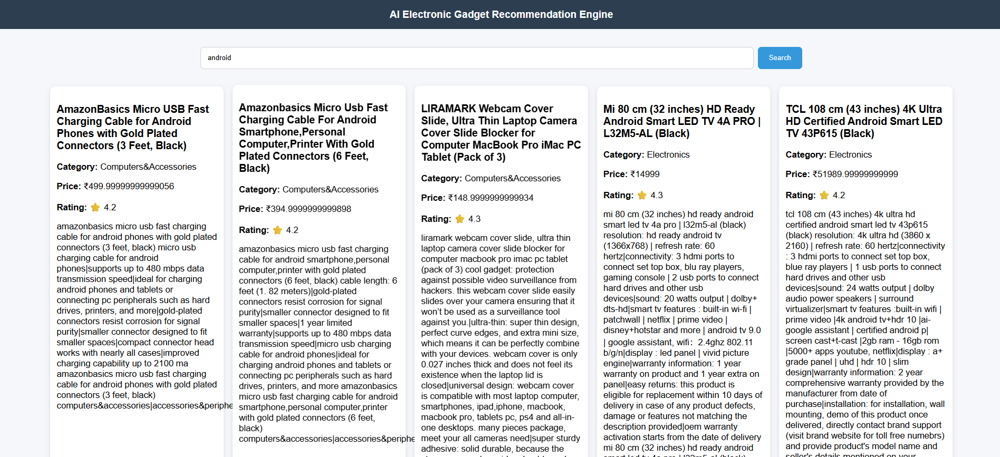 AI Electronic Gadget Recommendation Engine
android
Search
AmazonBasics Micro USB Fast
Charging Cable for Android
Phones with Gold Plated
Connectors (3 Feet, Black)
Category: Computers&Accessories
Price: ₹499.99999999999056
Rating: ⭐ 4.2
amazonbasics micro usb fast charging
cable for android phones with gold plated
connectors (3 feet, black) micro usb
charging cable for android
phones|supports up to 480 mbps data
transmission speed|ideal for charging
android phones and tablets or
connecting pc peripherals such as hard
drives, printers, and more|gold-plated
connectors resist corrosion for signal
purity|smaller connector designed to fit
smaller spaces|compact connector head
works with nearly all cases|improved
charging capability up to 2100 ma
amazonbasics micro usb fast charging
cable for android phones with gold plated
connectors (3 feet, black)
computers&accessories|accessories&periphe
Amazonbasics Micro Usb Fast
Charging Cable For Android
Smartphone,Personal
Computer,Printer With Gold
Plated Connectors (6 Feet,
Black)
Category: Computers&Accessories
Price: ₹394.9999999999898
Rating: ⭐ 4.2
amazonbasics micro usb fast charging
cable for android smartphone,personal
computer,printer with gold plated
connectors (6 feet, black) cable length: 6
feet (1. 82 meters)|gold-plated
connectors resist corrosion for signal
purity|smaller connector designed to fit
smaller spaces|1 year limited
warranty|supports up to 480 mbps data
transmission speed|micro usb charging
cable for android phones|ideal for
charging android phones and tablets or
connecting pc peripherals such as hard
drives, printers, and more amazonbasics
micro usb fast charging cable for android
smartphone,personal computer,printer
with gold plated connectors (6 feet,
black)
computers&accessories|accessories&periphe
LIRAMARK Webcam Cover
Slide, Ultra Thin Laptop Camera
Cover Slide Blocker for
Computer MacBook Pro iMac PC
Tablet (Pack of 3)
Category: Computers&Accessories
Price: ₹148.9999999999934
Rating: ⭐ 4.3
liramark webcam cover slide, ultra thin
laptop camera cover slide blocker for
computer macbook pro imac pc tablet
(pack of 3) cool gadget: protection
against possible video surveillance from
hackers. this webcam cover slide easily
slides over your camera ensuring that it
won't be used as a surveillance tool
against you.|ultra-thin: super thin design,
perfect curve edges, and extra mini size,
which means it can be perfectly combine
with your devices. webcam cover is only
0.027 inches thick and does not feel its
existence when the laptop lid is
closed|universal design: webcam cover
is compatible with most laptop computer,
smartphones, ipad,iphone, macbook,
macbook pro, tablets pc, ps4 and all-in-
one desktops. many pieces package,
meet your all cameras need|super sturdy
adhesive: solid durable, because the
Mi 80 cm (32 inches) HD Ready
Android Smart LED TV 4A PRO |
L32M5-AL (Black)
Category: Electronics
Price: ₹14999
Rating: ⭐ 4.3
mi 80 cm (32 inches) hd ready android
smart led tv 4a pro | l32m5-al (black)
resolution: hd ready android tv
(1366x768) | refresh rate: 60
hertz|connectivity: 3 hdmi ports to
connect set top box, blu ray players,
gaming console | 2 usb ports to connect
hard drives and other usb
devices|sound: 20 watts output | dolby+
dts-hd|smart tv features : built-in wi-fi |
patchwall | netflix | prime video |
disney+hotstar and more | android tv 9.0
| google assistant, wifi：2.4ghz 802.11
b/g/n|display : led panel | vivid picture
engine|warranty information: 1 year
warranty on product and 1 year extra on
panel|easy returns: this product is
eligible for replacement within 10 days of
delivery in case of any product defects,
damage or features not matching the
description provided|oem warranty
activation starts from the date of delivery
mi 80 cm (32 inches) hd ready android
smart led tv 4a pro | l32m5-al (black)
TCL 108 cm (43 inches) 4K Ultra
HD Certified Android Smart LED
TV 43P615 (Black)
Category: Electronics
Price: ₹51989.99999999999
Rating: ⭐ 4.2
tcl 108 cm (43 inches) 4k ultra hd
certified android smart led tv 43p615
(black) resolution: 4k ultra hd (3860 x
2160) | refresh rate: 60 hertz|connectivity
: 3 hdmi ports to connect set top box,
blue ray players | 1 usb ports to connect
hard drives and other usb
devices|sound: 24 watts output | dolby
audio power speakers | surround
virtualizer|smart tv features :built-in wifi |
prime video |4k android tv+hdr 10 |ai-
google assistant | certified android p|
screen cast+t-cast |2gb ram - 16gb rom
|5000+ apps youtube, netflix|display : a+
grade panel | uhd | hdr 10 | slim
design|warranty information: 2 year
comprehensive warranty provided by the
manufacturer from date of
purchase|installation: for installation, wall
mounting, demo of this product once
delivered, directly contact brand support
(visit brand website for toll free numebrs)
and provide product's model name and
seller's details mentioned on your